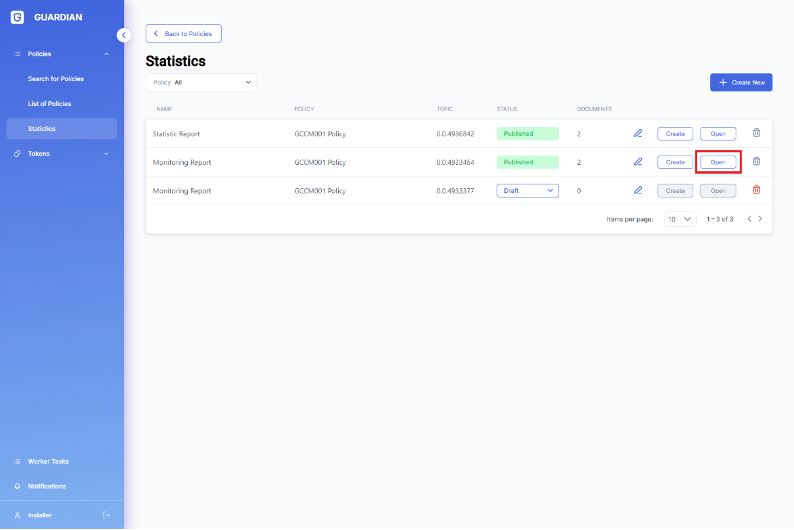 GUARDIAN
Policies
Search for Policies
List of Policies
Statistics
Tokens
Worker Tasks
Notifications
Installer
Back to Policies
Statistics
Policy All
Create New
NAME POLICY TOPIC STATUS DOCUMENTS
Statistic Report GCCM001 Policy 0.0.4936842 Published 2 Create Open
Monitoring Report GCCM001 Policy 0.0.4933464 Published 2 Create Open
Monitoring Report GCCM001 Policy 0.0.4933377 Draft 0 Create Open
Items per page: 10 1 – 3 of 3